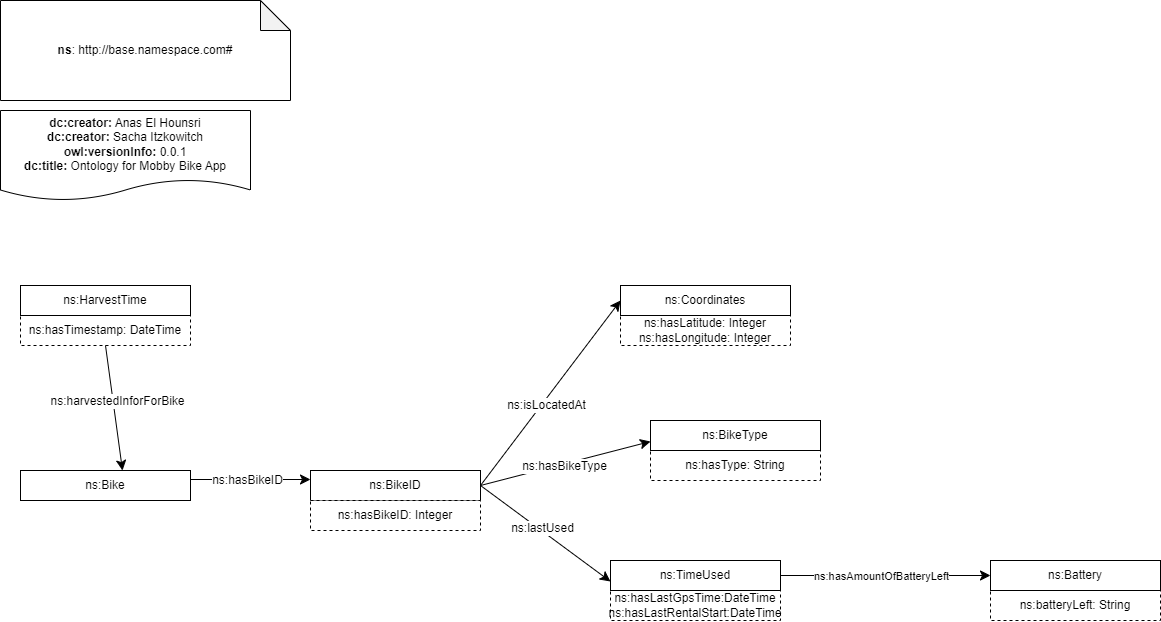 ns: http://base.namespace.com#
dc:creator: Anas El Hounsri
dc:creator: Sacha Itzkowitch
owl:versionInfo: 0.0.1
dc:title: Ontology for Mobby Bike App
ns:HarvestTime
ns:hasTimestamp: DateTime
ns:harvestedInforForBike
ns:Bike
ns:hasBikeID
ns:BikeID
ns:hasBikeID: Integer
ns:isLocatedAt
ns:Coordinates
ns:hasLatitude: Integer
ns:hasLongitude: Integer
ns:hasBikeType
ns:BikeType
ns:hasType: String
ns:lastUsed
ns:TimeUsed
ns:hasLastGpsTime:DateTime
ns:hasLastRentalStart:DateTime
ns:hasAmountOfBatteryLeft
ns:Battery
ns:batteryLeft: String